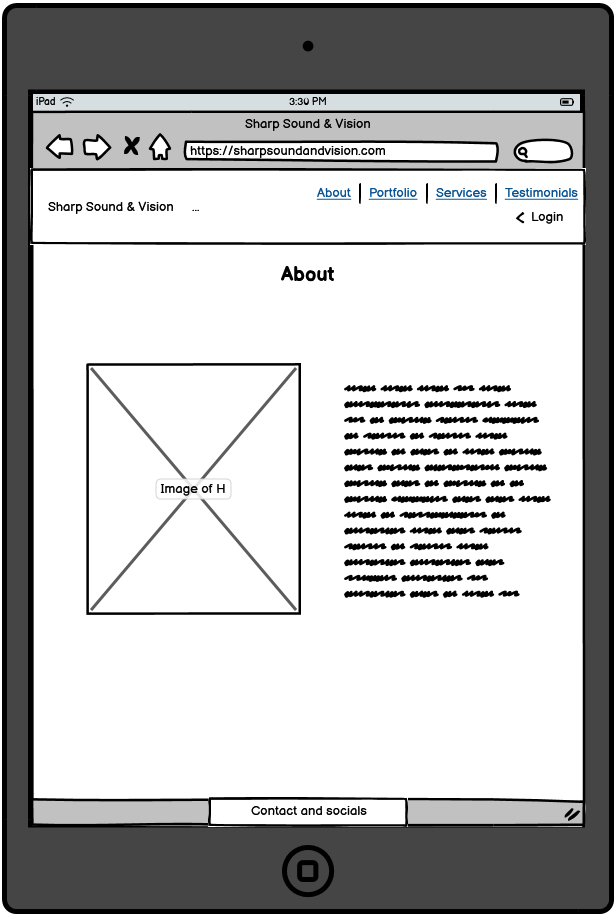 iPad
3:30 PM
Sharp Sound & Vision
https://sharpsoundandvision.com
About Portfolio Services Testimonials
Sharp Sound & Vision ...
< Login
About
Image of H
Contact and socials